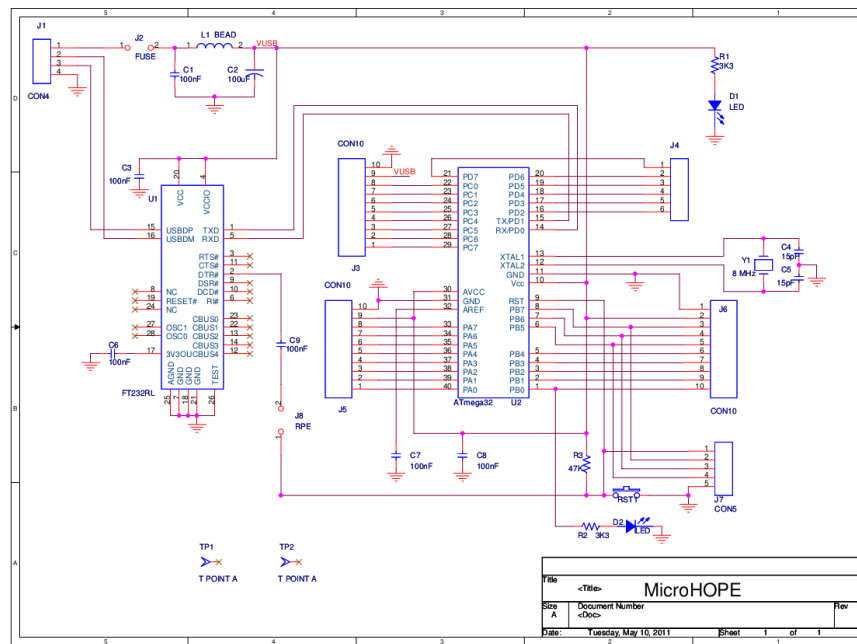 5 4 3 2 1
J1
1
2
3
4
CON4
J2
1 2
FUSE
L1 BEAD
1 2
VUSB
C1
100nF
C2
100uF
R1
3K3
D1
LED
D
C
B
A
C3
100nF
U1
20
VCC
4
VCCIO
15 USBDP
16 USBDM
TXD 1
RXD 5
RTS# 3
CTS# 11
DTR# 2
DSR# 9
DCD# 10
RI# 6
8 NC
19 RESET#
24 NC
27 OSC1
28 OSC0
CBUS0 23
CBUS1 22
CBUS2 13
CBUS3 14
CBUS4 12
17 3V3OU
AGND GND GND GND TEST
25 7 18 21 26
FT232RL
C6
100nF
C9
100nF
2
J8
RPE
1
CON10
10
9
8
7
6
5
4
3
2
1
VUSB
J3
CON10
10
9
8
7
6
5
4
3
2
1
J5
21 PD7
22 PC0
23 PC1
24 PC2
25 PC3
26 PC4
27 PC5
28 PC6
29 PC7
30 AVCC
31 GND
32 AREF
33 PA7
34 PA6
35 PA5
36 PA4
37 PA3
38 PA2
39 PA1
40 PA0
PD6 20
PD5 19
PD4 18
PD3 17
PD2 16
TX/PD1 15
RX/PD0 14
XTAL1 13
XTAL2 12
GND 11
Vcc 10
RST 9
PB7 8
PB6 7
PB5 6
PB4 5
PB3 4
PB2 3
PB1 2
PB0 1
ATmega32 U2
J4
1
2
3
4
5
6
Y1
8 MHz
C4
15pF
C5
15pF
J6
1
2
3
4
5
6
7
8
9
10
CON10
C7
100nF
C8
100nF
R3
47K
RST1
1
2
3
4
5
J7
CON5
R2 3K3
D2
LED
TP1
T POINT A
TP2
T POINT A
Title
<Title> MicroHOPE
Size
A
Document Number
<Doc>
Rev
Date: Tuesday, May 10, 2011 Sheet 1 of 1